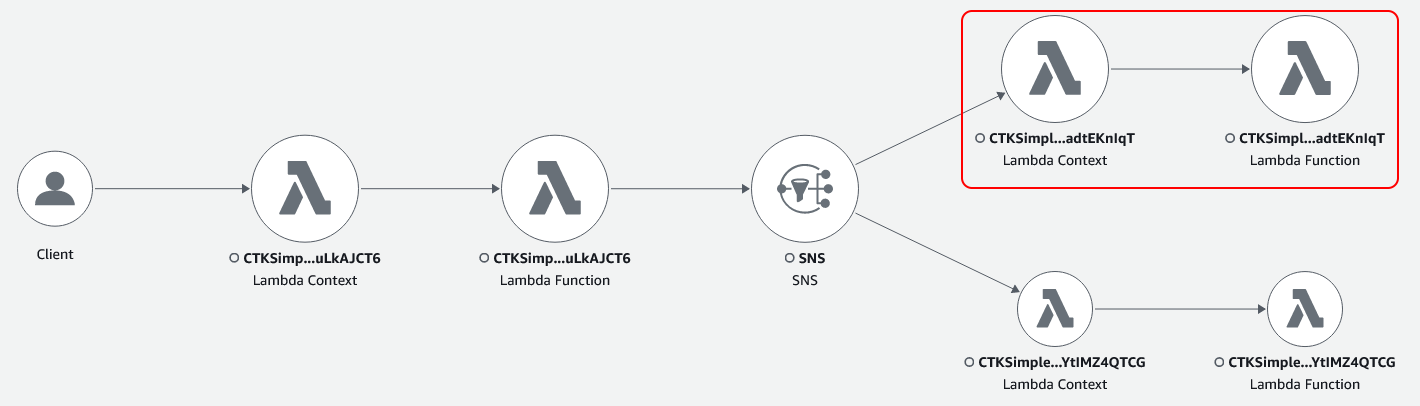 CTKSimpl...adtEKnIqT
Lambda Context
CTKSimpl...adtEKnIqT
Lambda Function
Client
CTKSimp...uLkAJCT6
Lambda Context
CTKSimp...uLkAJCT6
Lambda Function
SNS
SNS
CTKSimple...YtIMZ4QTCG
Lambda Context
CTKSimple...YtIMZ4QTCG
Lambda Function